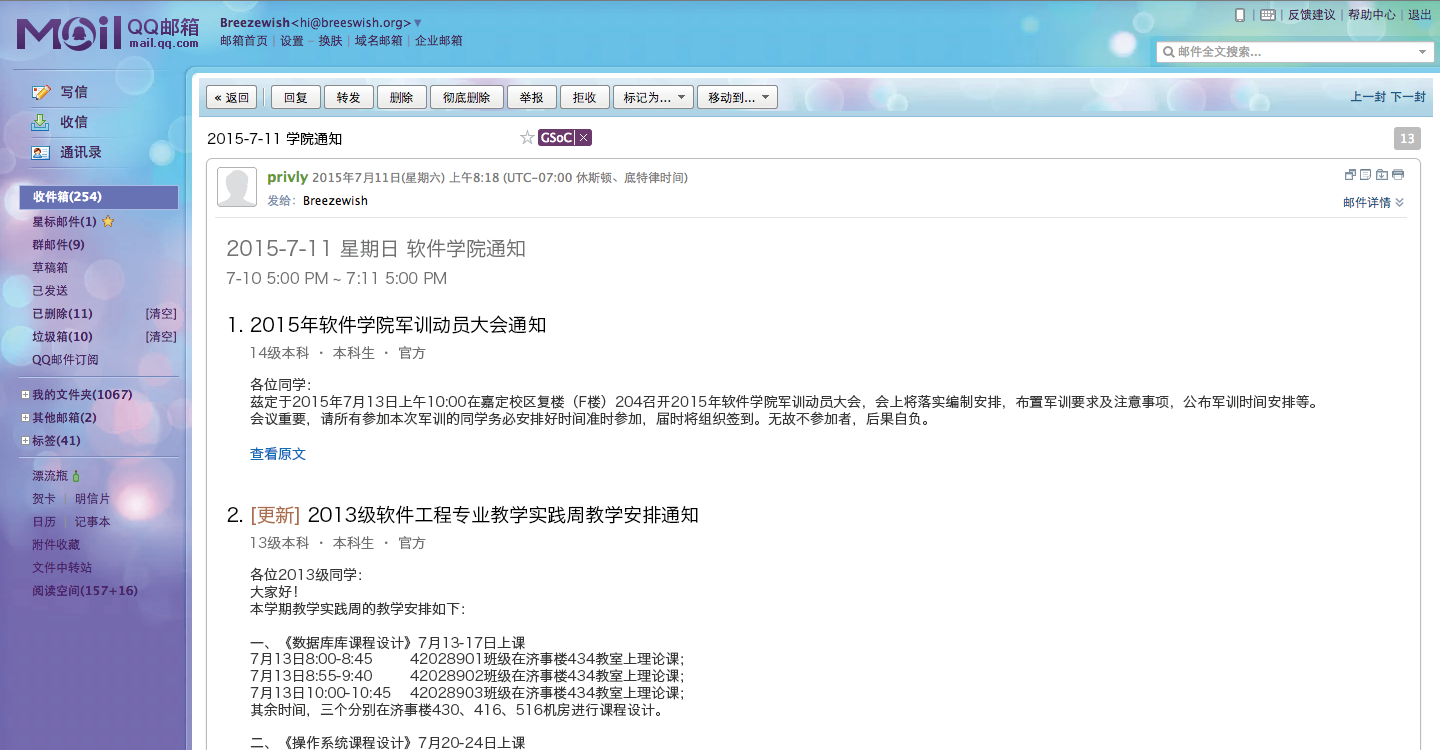 Mail QQ邮箱
mail.qq.com
Breezewish<hi@breeswish.org>
邮箱首页 | 设置 - 换肤 | 域名邮箱 | 企业邮箱
反馈建议 | 帮助中心 | 退出
邮件全文搜索...
写信
收信
通讯录
收件箱(254)
星标邮件(1)
群邮件(9)
草稿箱
已发送
已删除(11) [清空]
垃圾箱(10) [清空]
QQ邮件订阅
我的文件夹(1067)
其他邮箱(2)
标签(41)
漂流瓶
贺卡 | 明信片
日历 | 记事本
附件收藏
文件中转站
阅读空间(157+16)
« 返回 回复 转发 删除 彻底删除 举报 拒收 标记为... 移动到... 上一封 下一封
2015-7-11 学院通知 GSoC × 13
privly 2015年7月11日(星期六) 上午8:18 (UTC-07:00 休斯顿、底特律时间)
发给： Breezewish 邮件详情
2015-7-11 星期日 软件学院通知
7-10 5:00 PM ~ 7:11 5:00 PM
1. 2015年软件学院军训动员大会通知
14级本科 · 本科生 · 官方
各位同学：
兹定于2015年7月13日上午10:00在嘉定校区复楼（F楼）204召开2015年软件学院军训动员大会，会上将落实编制安排，布置军训要求及注意事项，公布军训时间安排等。
会议重要，请所有参加本次军训的同学务必安排好时间准时参加，届时将组织签到。无故不参加者，后果自负。
查看原文
2. [更新] 2013级软件工程专业教学实践周教学安排通知
13级本科 · 本科生 · 官方
各位2013级同学：
大家好！
本学期教学实践周的教学安排如下：
一、《数据库库课程设计》7月13-17日上课
7月13日8:00-8:45 42028901班级在济事楼434教室上理论课；
7月13日8:55-9:40 42028902班级在济事楼434教室上理论课；
7月13日10:00-10:45 42028903班级在济事楼434教室上理论课；
其余时间，三个分别在济事楼430、416、516机房进行课程设计。
二、《操作系统课程设计》7月20-24日上课